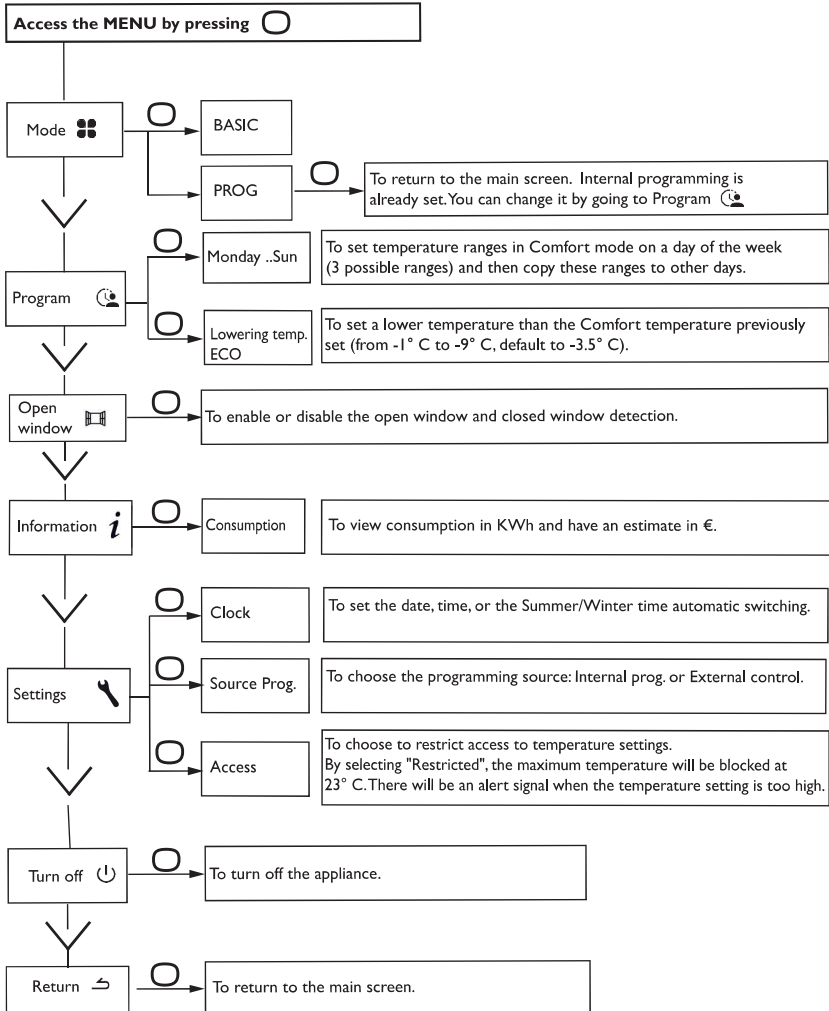 Access the MENU by pressing
Mode
BASIC
PROG
To return to the main screen. Internal programming is
already set. You can change it by going to Program
Program
Monday ..Sun
To set temperature ranges in Comfort mode on a day of the week
(3 possible ranges) and then copy these ranges to other days.
Lowering temp.
ECO
To set a lower temperature than the Comfort temperature previously
set (from -1° C to -9° C, default to -3.5° C).
Open
window
To enable or disable the open window and closed window detection.
Information i
Consumption
To view consumption in KWh and have an estimate in €.
Settings
Clock
To set the date, time, or the Summer/Winter time automatic switching.
Source Prog.
To choose the programming source: Internal prog. or External control.
Access
To choose to restrict access to temperature settings.
By selecting "Restricted", the maximum temperature will be blocked at
23° C. There will be an alert signal when the temperature setting is too high.
Turn off
To turn off the appliance.
Return
To return to the main screen.